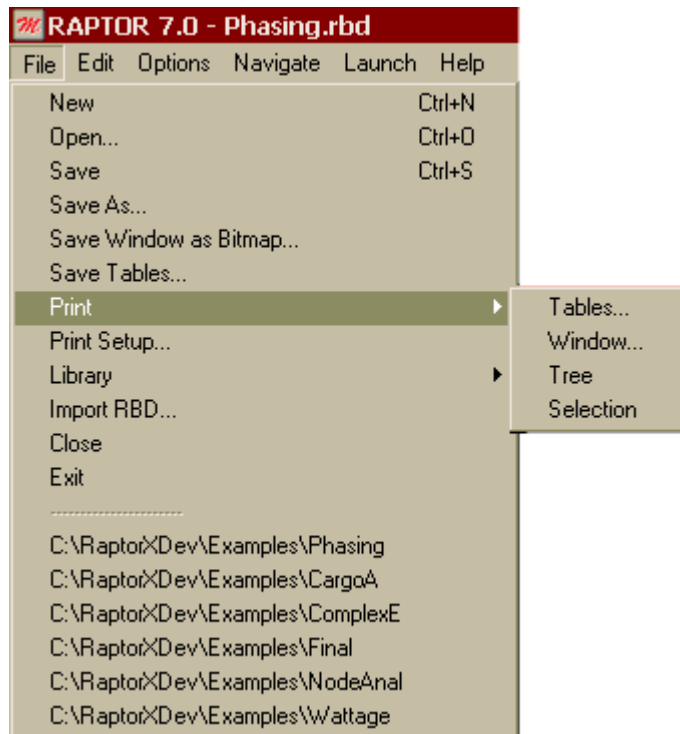 RAPTOR 7.0 - Phasing.rbd
File Edit Options Navigate Launch Help
New Ctrl+N
Open... Ctrl+O
Save Ctrl+S
Save As...
Save Window as Bitmap...
Save Tables...
Print
Print Setup...
Library
Import RBD...
Close
Exit
C:\RaptorXDev\Examples\Phasing
C:\RaptorXDev\Examples\CargoA
C:\RaptorXDev\Examples\ComplexE
C:\RaptorXDev\Examples\Final
C:\RaptorXDev\Examples\NodeAnal
C:\RaptorXDev\Examples\Wattage
Tables...
Window...
Tree
Selection